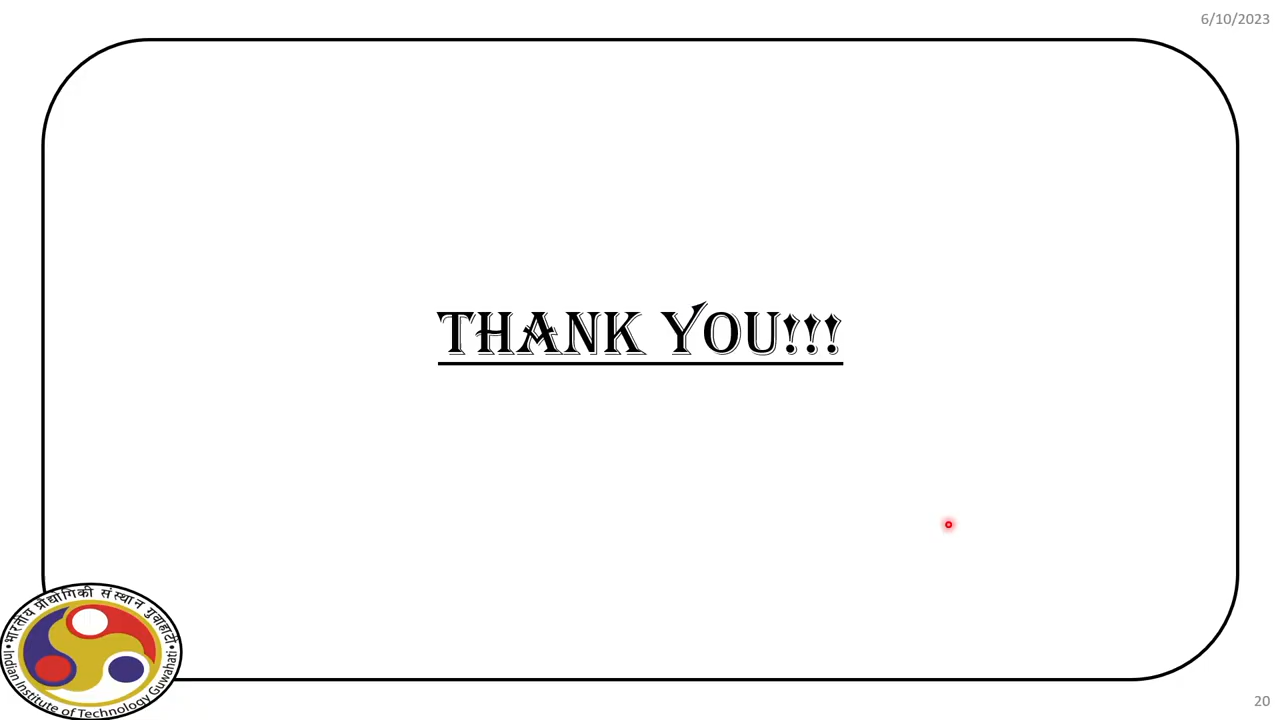 6/10/2023
THANK YOU!!!
भारतीय प्रौद्योगिकी संस्थान गुवाहाटी
Indian Institute of Technology Guwahati
20